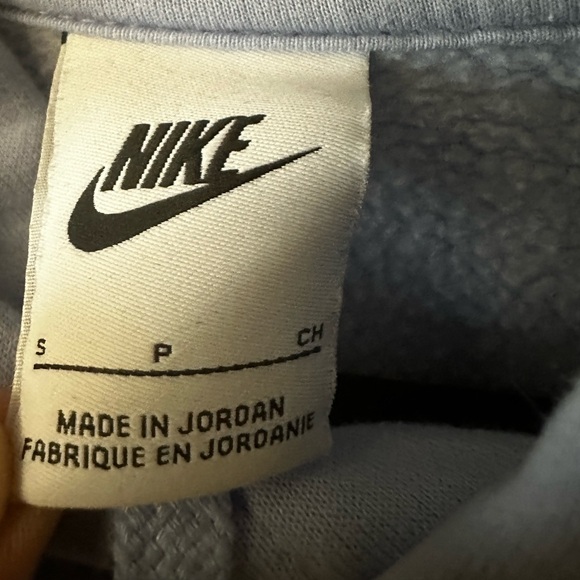 NIKE
S P CH
MADE IN JORDAN
FABRIQUE EN JORDANIE